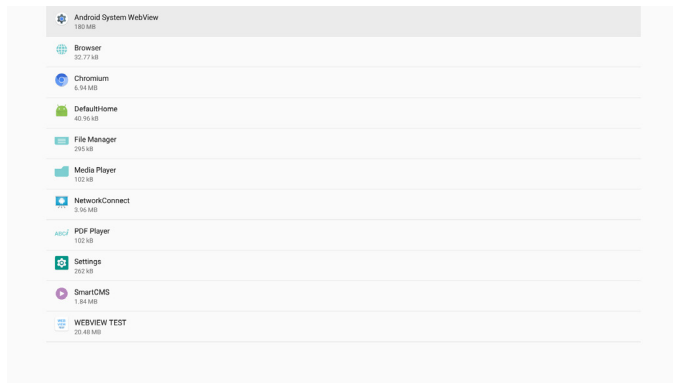 Android System WebView
180 MB
Browser
32.77 kB
Chromium
6.94 MB
DefaultHome
40.96 kB
File Manager
295 kB
Media Player
102 kB
NetworkConnect
3.96 MB
PDF Player
102 kB
Settings
262 kB
SmartCMS
1.84 MB
WEBVIEW TEST
20.48 MB